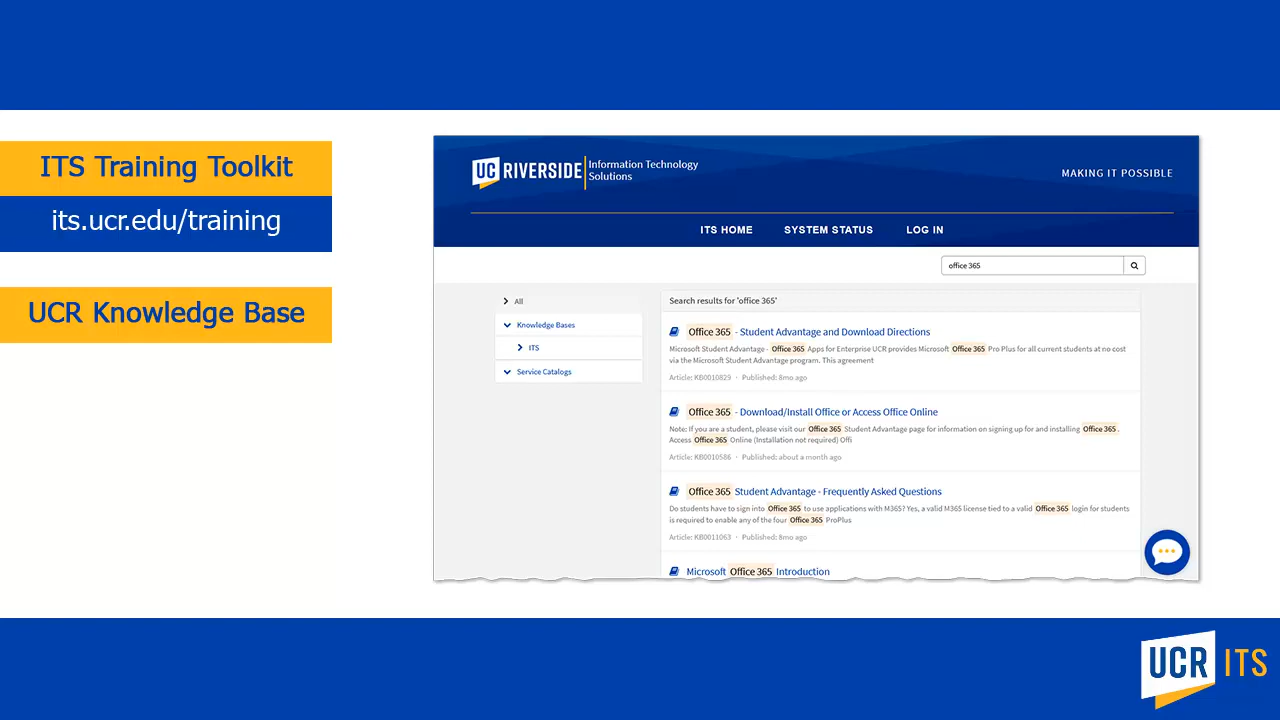 ITS Training Toolkit
its.ucr.edu/training
UCR Knowledge Base
UC RIVERSIDE Information Technology
Solutions
MAKING IT POSSIBLE
ITS HOME SYSTEM STATUS LOG IN
office 365
All
Knowledge Bases
ITS
Service Catalogs
Search results for 'office 365'
Office 365 - Student Advantage and Download Directions
Microsoft Student Advantage - Office 365 Apps for Enterprise UCR provides Microsoft Office 365 Pro Plus for all current students at no cost
via the Microsoft Student Advantage program. This agreement
Article: KB0010829 · Published: 8mo ago
Office 365 - Download/Install Office or Access Office Online
Note: If you are a student, please visit our Office 365 Student Advantage page for information on signing up for and installing Office 365 .
Access Office 365 Online (Installation not required) Offi
Article: KB0010586 · Published: about a month ago
Office 365 Student Advantage - Frequently Asked Questions
Do students have to sign into Office 365 to use applications with M365? Yes, a valid M365 license tied to a valid Office 365 login for students
is required to enable any of the four Office 365 ProPlus
Article: KB0011063 · Published: 8mo ago
Microsoft Office 365 Introduction
UCR ITS